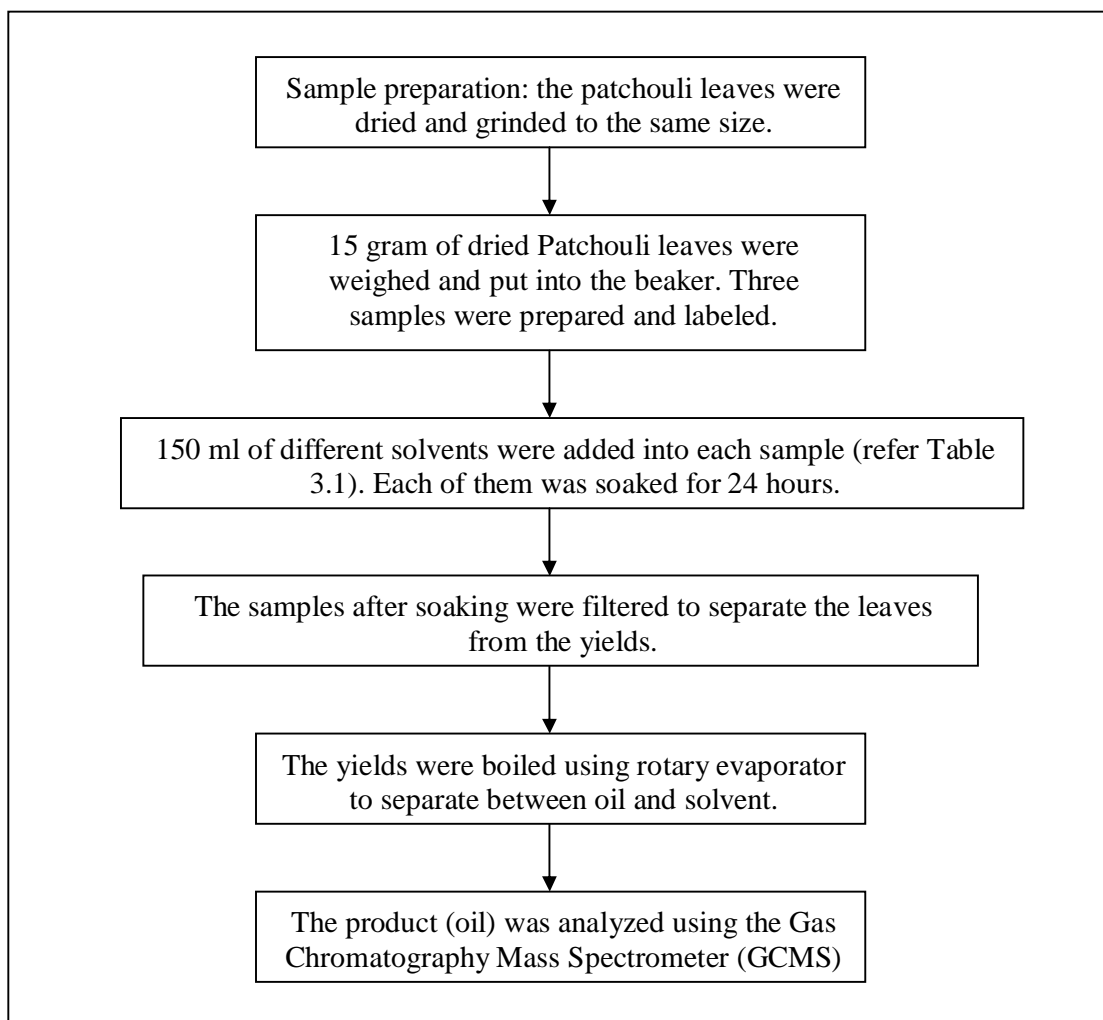 Sample preparation: the patchouli leaves were
dried and grinded to the same size.
15 gram of dried Patchouli leaves were
weighed and put into the beaker. Three
samples were prepared and labeled.
150 ml of different solvents were added into each sample (refer Table
3.1). Each of them was soaked for 24 hours.
The samples after soaking were filtered to separate the leaves
from the yields.
The yields were boiled using rotary evaporator
to separate between oil and solvent.
The product (oil) was analyzed using the Gas
Chromatography Mass Spectrometer (GCMS)